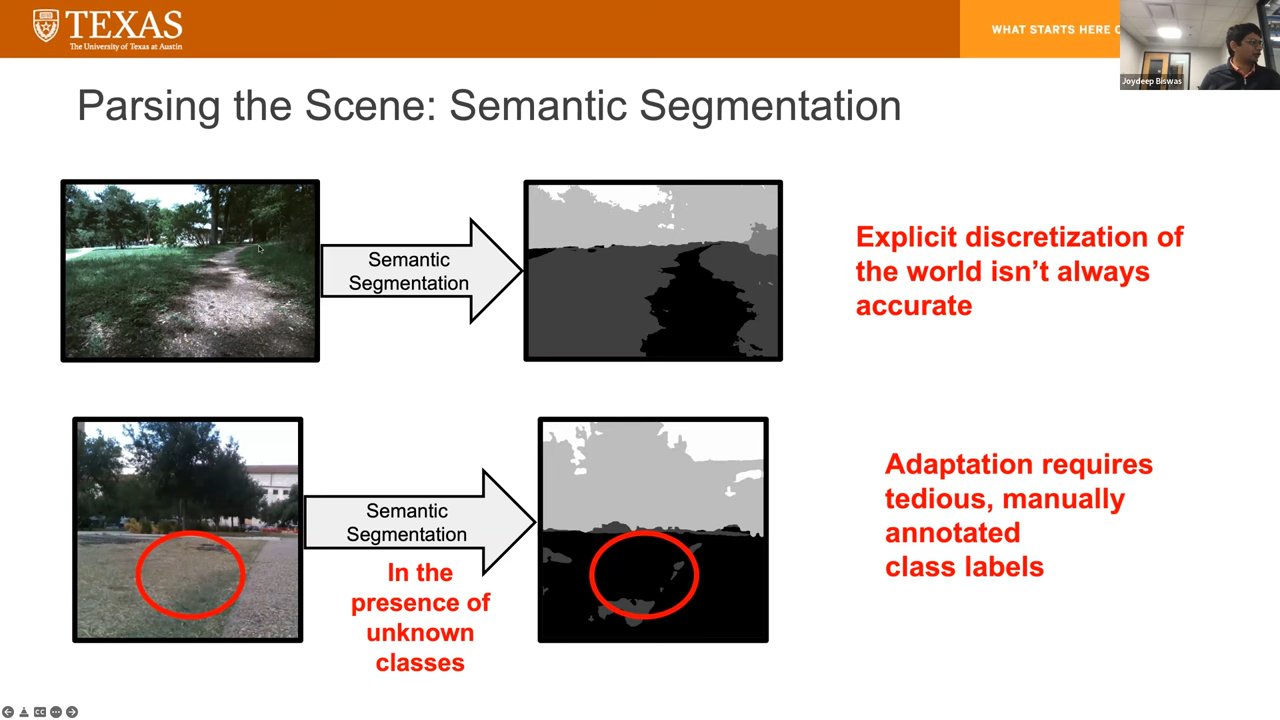 TEXAS
The University of Texas at Austin
WHAT STARTS HERE
Joydeep Biswas
Parsing the Scene: Semantic Segmentation
Semantic
Segmentation
Explicit discretization of
the world isn't always
accurate
Semantic
Segmentation
In the
presence of
unknown
classes
Adaptation requires
tedious, manually
annotated
class labels
CC